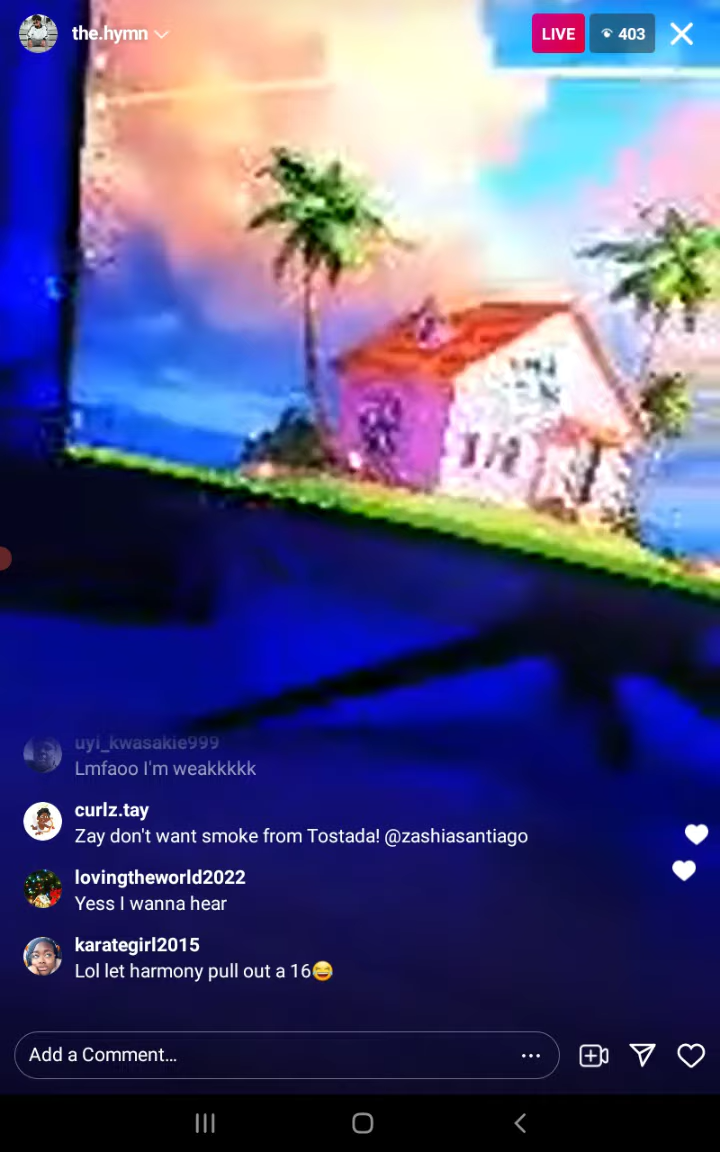 the.hymn
LIVE
403
uyi_kwasakie999
Lmfaoo I'm weakkkkk
curlz.tay
Zay don't want smoke from Tostada! @zashiasantiago
lovingtheworld2022
Yess I wanna hear
karategirl2015
Lol let harmony pull out a 16😂
Add a Comment...